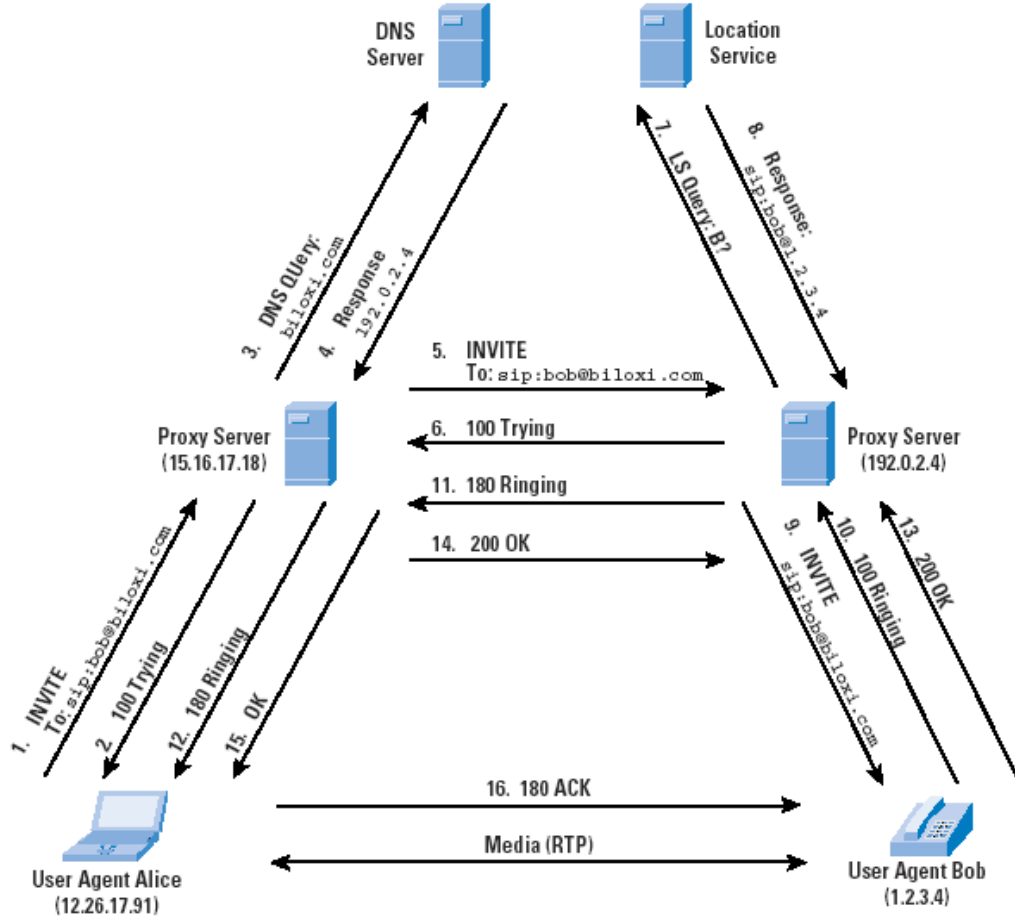 DNS
Server
Location
Service
3. DNS QUery:
biloxi.com
4. Response
192.0.2.4
7. LS Query: B?
8. Response:
sip:bob@1.2.3.4
5. INVITE
To: sip:bob@biloxi.com
6. 100 Trying
Proxy Server
(15.16.17.18)
Proxy Server
(192.0.2.4)
11. 180 Ringing
14. 200 OK
1. INVITE
To: sip:bob@biloxi.com
2. 100 Trying
12. 180 Ringing
15. OK
9. INVITE
sip:bob@biloxi.com
10. 100 Ringing
13. 200 OK
16. 180 ACK
Media (RTP)
User Agent Alice
(12.26.17.91)
User Agent Bob
(1.2.3.4)